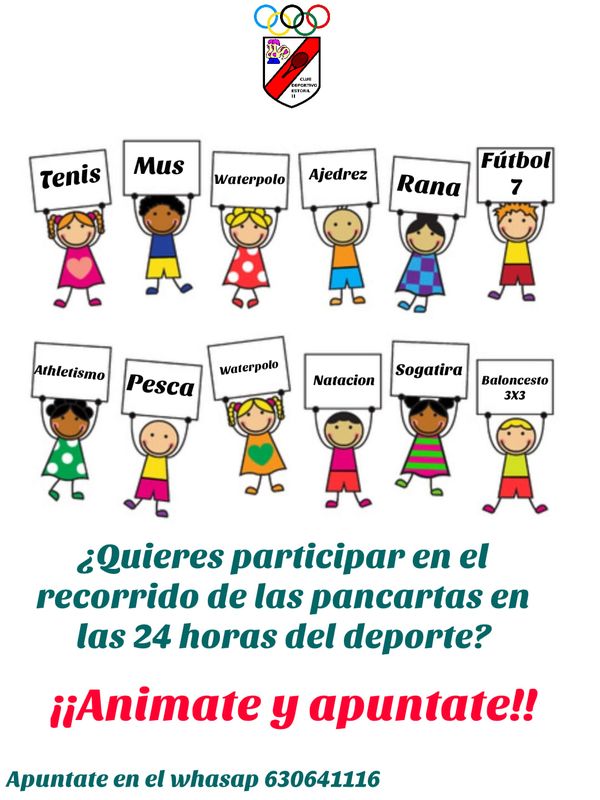 CLUB
DEPORTIVO
ESTORA
II
Tenis
Mus
Waterpolo
Ajedrez
Rana
Fútbol
7
Athletismo
Pesca
Waterpolo
Natacion
Sogatira
Baloncesto
3X3
¿Quieres participar en el
recorrido de las pancartas en
las 24 horas del deporte?
¡¡Animate y apuntate!!
Apuntate en el whasap 630641116